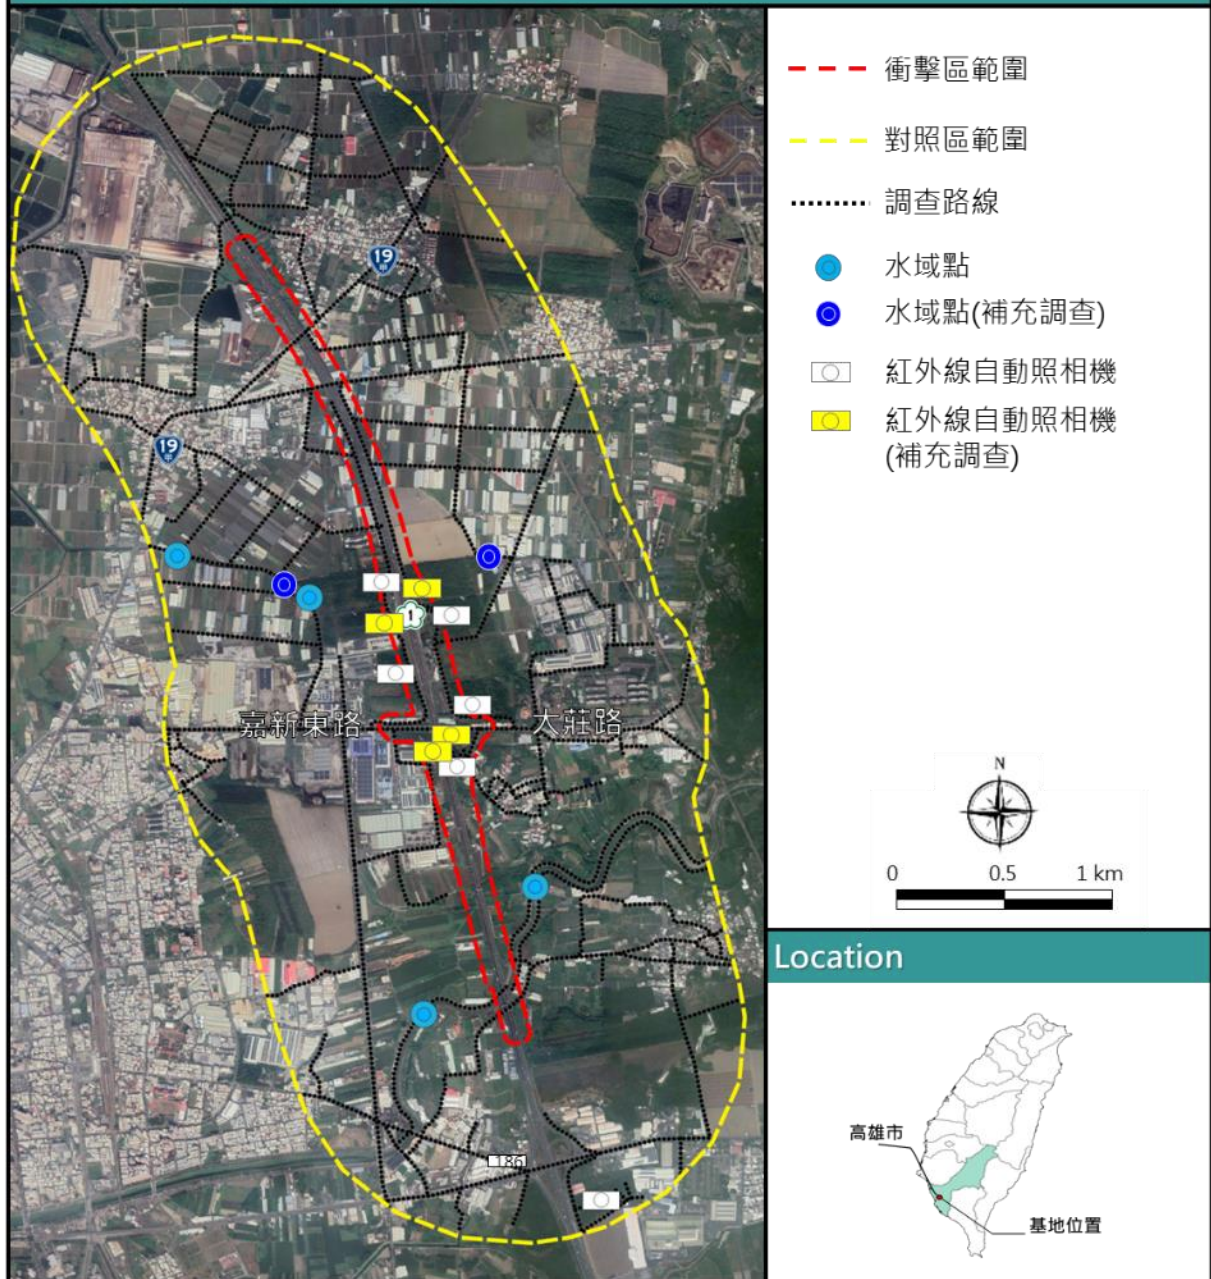 衝擊區範圍
對照區範圍
調查路線
水域點
水域點(補充調查)
紅外線自動照相機
紅外線自動照相機
(補充調查)
19
甲
19
甲
1
嘉新東路
大莊路
186
N
0 0.5 1 km
Location
高雄市
基地位置